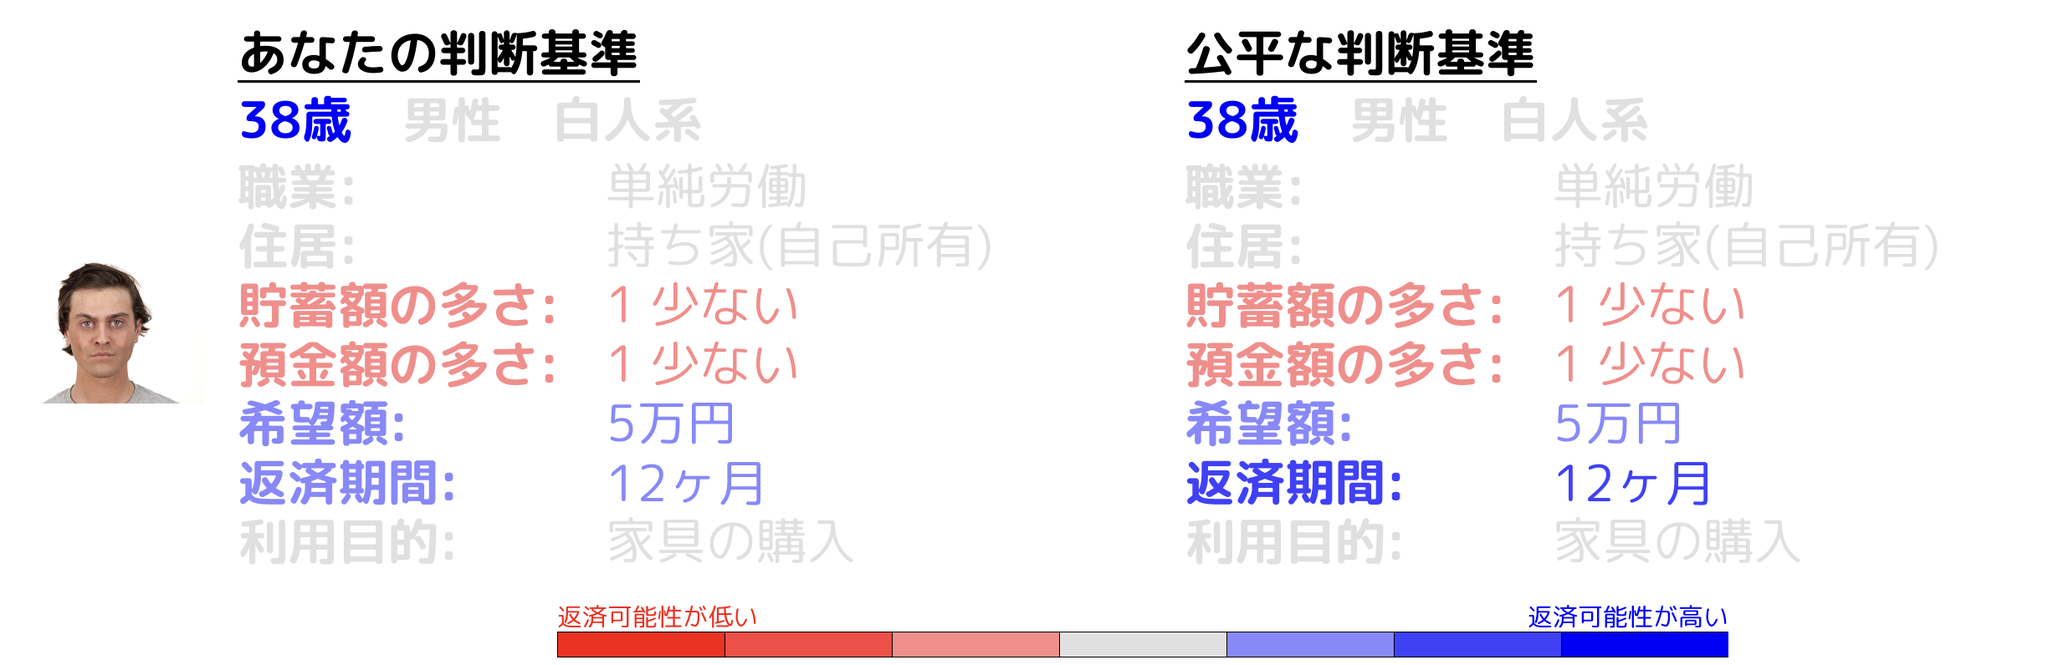 あなたの判断基準
38歳 男性 白人系
職業: 単純労働
住居: 持ち家(自己所有)
貯蓄額の多さ: 1 少ない
預金額の多さ: 1 少ない
希望額: 5万円
返済期間: 12ヶ月
利用目的: 家具の購入
公平な判断基準
38歳 男性 白人系
職業: 単純労働
住居: 持ち家(自己所有)
貯蓄額の多さ: 1 少ない
預金額の多さ: 1 少ない
希望額: 5万円
返済期間: 12ヶ月
利用目的: 家具の購入
返済可能性が低い
返済可能性が高い